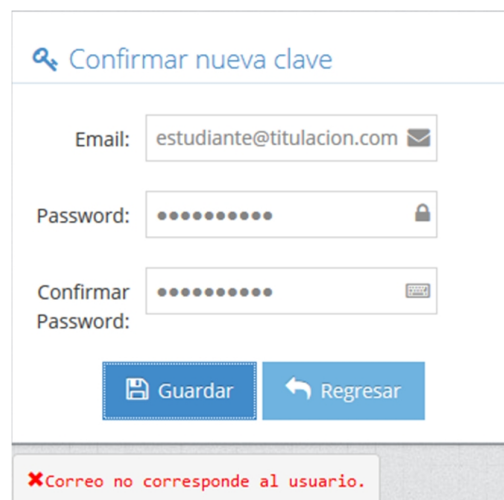 Confirmar nueva clave
Email: estudiante@titulacion.com
Password: ••••••••••
Confirmar Password: ••••••••••
Guardar Regresar
Correo no corresponde al usuario.